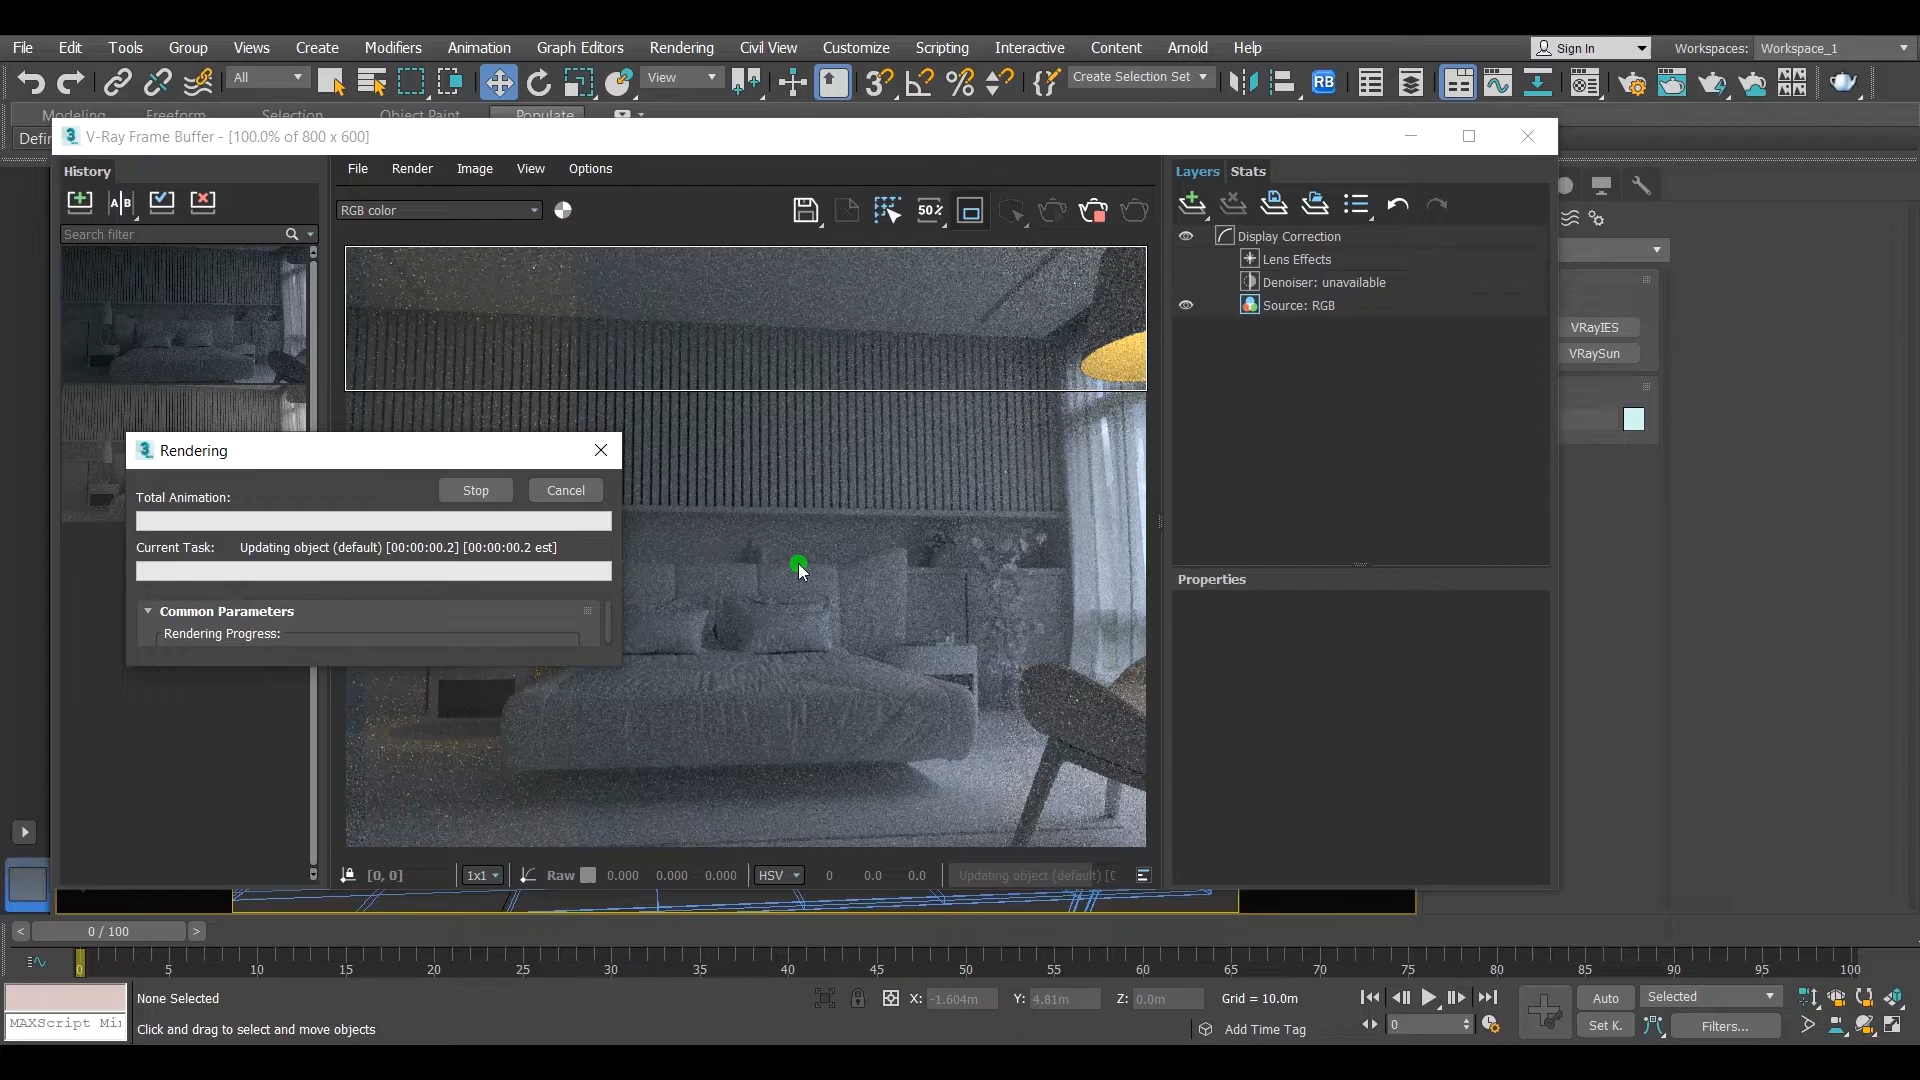 File Edit Tools Group Views Create Modifiers Animation Graph Editors Rendering Civil View Customize Scripting Interactive Content Arnold Help Sign In Workspaces: Workspace_1
All View Create Selection Set RB
Modeling Freeform Selection Object Paint Populate
V-Ray Frame Buffer - [100.0% of 800 x 600]
History
File Render Image View Options
Layers Stats
A B
RGB color
50%
Search filter
Display Correction
Lens Effects
Denoiser: unavailable
Source: RGB
VRayIES
VRaySun
Rendering
Total Animation:
Stop Cancel
Current Task: Updating object (default) [00:00:00.2] [00:00:00.2 est]
Common Parameters
Rendering Progress:
Properties
[0, 0] 1x1 Raw 0.000 0.000 0.000 HSV 0 0.0 0.0 Updating object (default) [0
< 0 / 100 >
0 5 10 15 20 25 30 35 40 45 50 55 60 65 70 75 80 85 90 95 100
None Selected
X: -1.604m Y: 4.81m Z: 0.0m Grid = 10.0m
Auto Selected
MAXScript Mi
Click and drag to select and move objects
Add Time Tag
0
Set K. Filters...